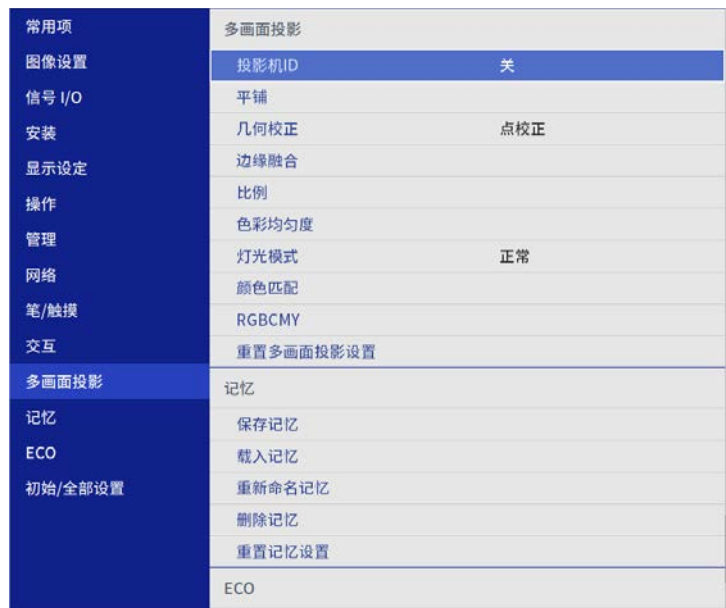 常用项
图像设置
信号 I/O
安装
显示设定
操作
管理
网络
笔/触摸
交互
多画面投影
记忆
ECO
初始/全部设置
多画面投影
投影机ID 关
平铺
几何校正 点校正
边缘融合
比例
色彩均匀度
灯光模式 正常
颜色匹配
RGBCMY
重置多画面投影设置
记忆
保存记忆
载入记忆
重新命名记忆
删除记忆
重置记忆设置
ECO